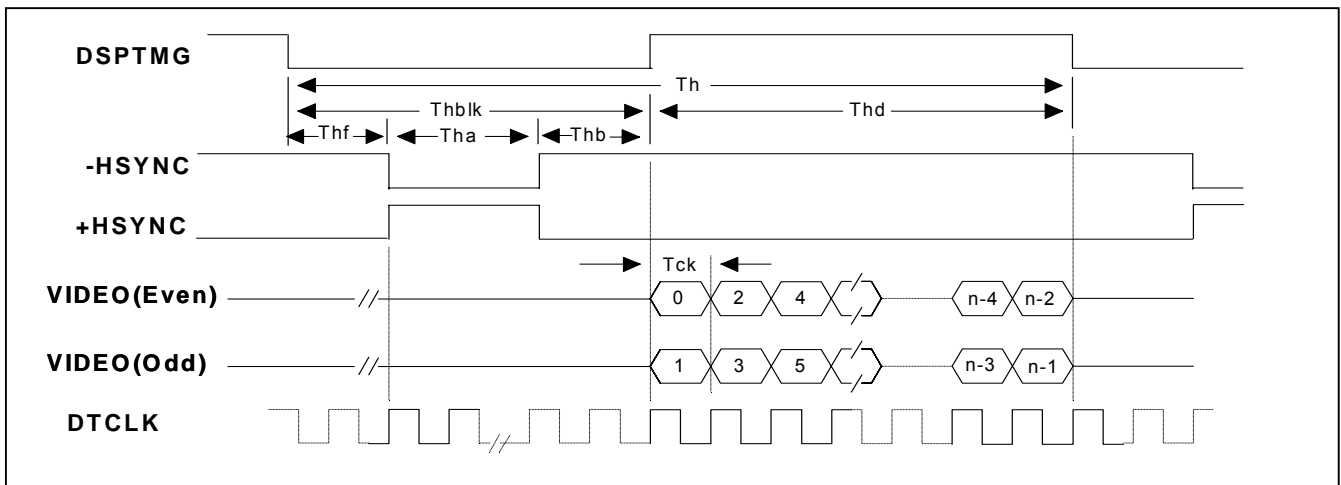 DSPTMG
Th
Thblk Thd
Thf Tha Thb
-HSYNC
+HSYNC
Tck
VIDEO(Even) 0 2 4 n-4 n-2
VIDEO(Odd) 1 3 5 n-3 n-1
DTCLK